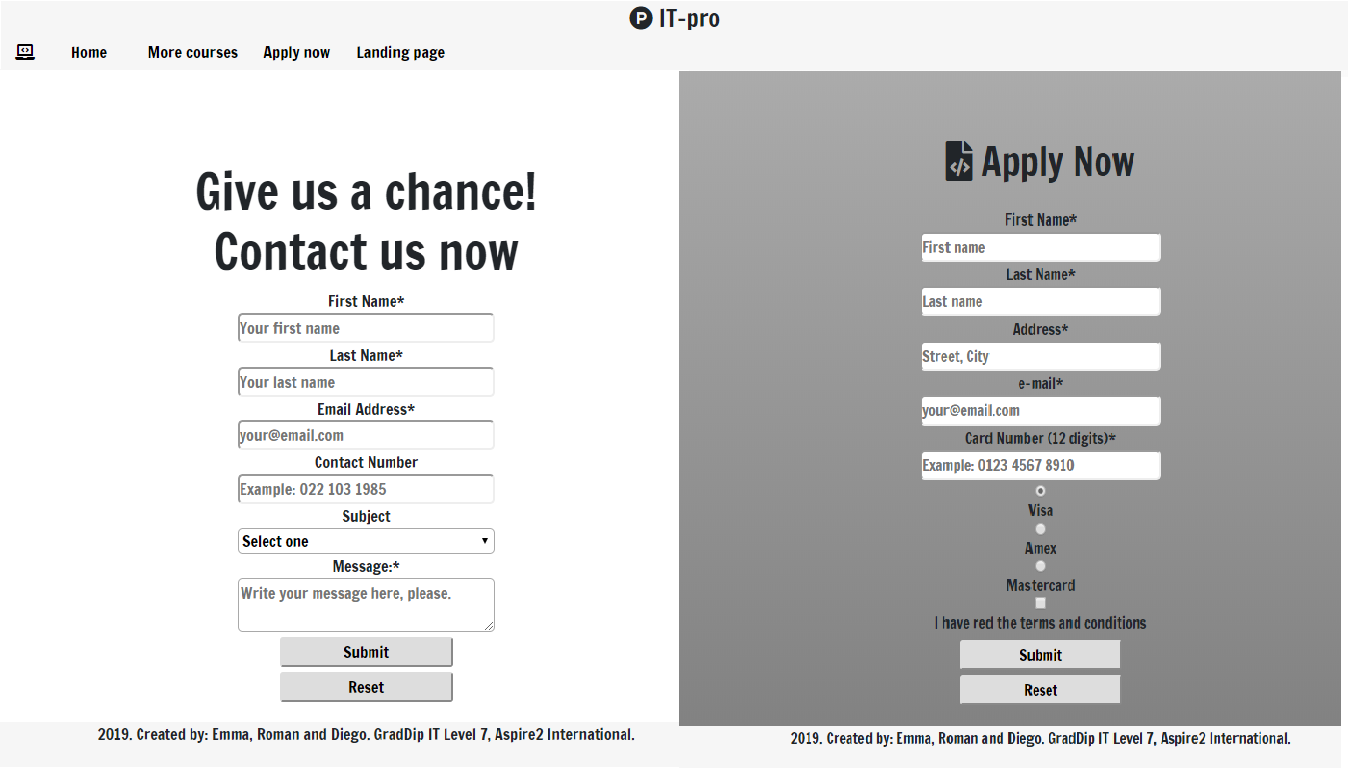 P IT-pro
Home More courses Apply now Landing page
Give us a chance!
Contact us now
First Name*
Your first name
Last Name*
Your last name
Email Address*
your@email.com
Contact Number
Example: 022 103 1985
Subject
Select one
Message:*
Write your message here, please.
Submit
Reset
2019. Created by: Emma, Roman and Diego. GradDip IT Level 7, Aspire2 International.
Apply Now
First Name*
First name
Last Name*
Last name
Address*
Street, City
e-mail*
your@email.com
Card Number (12 digits)*
Example: 0123 4567 8910
Visa
Amex
Mastercard
I have red the terms and conditions
Submit
Reset
2019. Created by: Emma, Roman and Diego. GradDip IT Level 7, Aspire2 International.